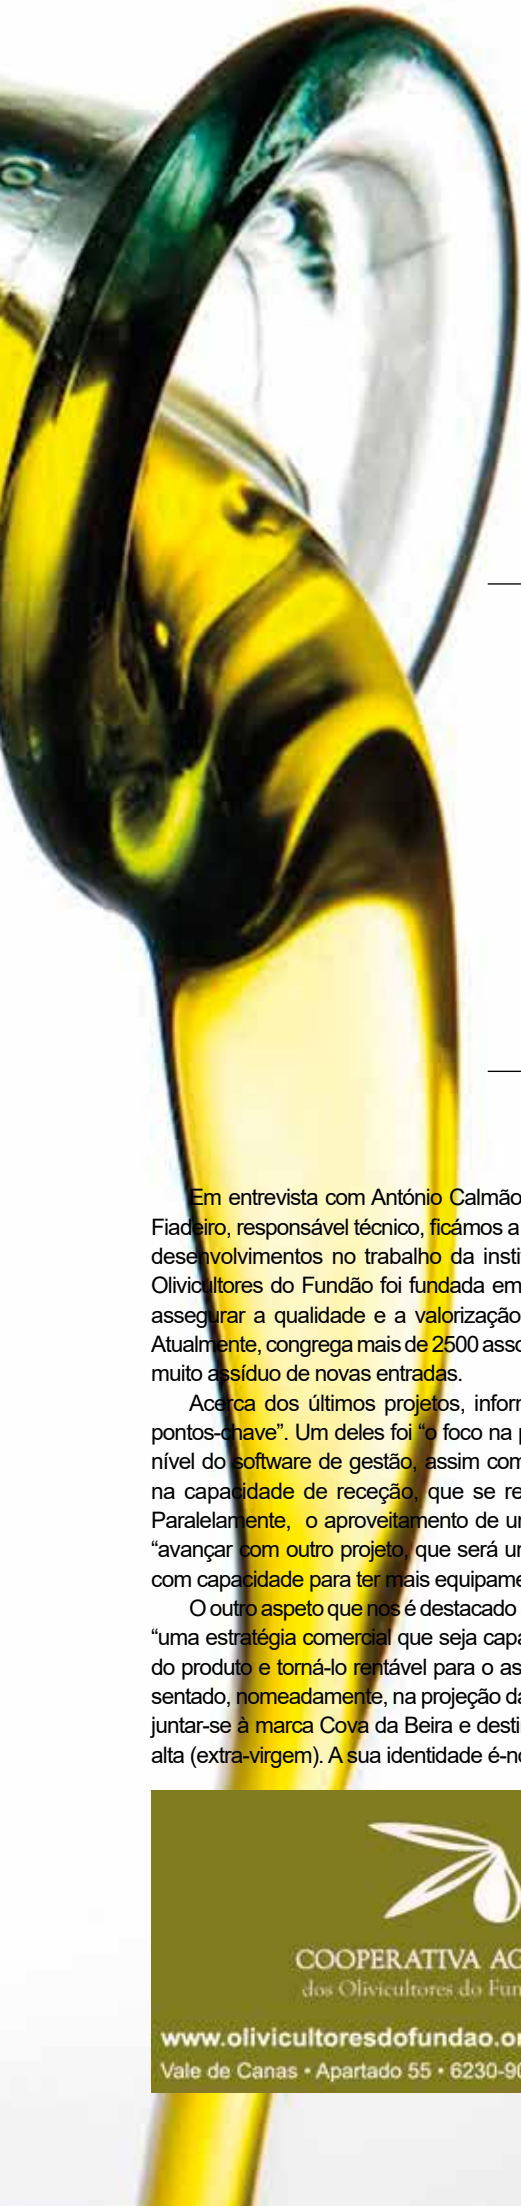 Em entrevista com António Calmão
Fiadeiro, responsável técnico, ficámos a
desenvolvimentos no trabalho da insti
Olivicultores do Fundão foi fundada em
assegurar a qualidade e a valorização
Atualmente, congrega mais de 2500 asso
muito assíduo de novas entradas.
Acerca dos últimos projetos, inform
pontos-chave”. Um deles foi “o foco na p
nível do software de gestão, assim com
na capacidade de receção, que se re
Paralelamente, o aproveitamento de um
“avançar com outro projeto, que será um
com capacidade para ter mais equipame
O outro aspeto que nos é destacado
“uma estratégia comercial que seja capa
do produto e torná-lo rentável para o as
sentado, nomeadamente, na projeção da
juntar-se à marca Cova da Beira e desti
alta (extra-virgem). A sua identidade é-no
COOPERATIVA AG
dos Olivicultores do Fun
www.olivicultoresdofundao.or
Vale de Canas • Apartado 55 • 6230-90